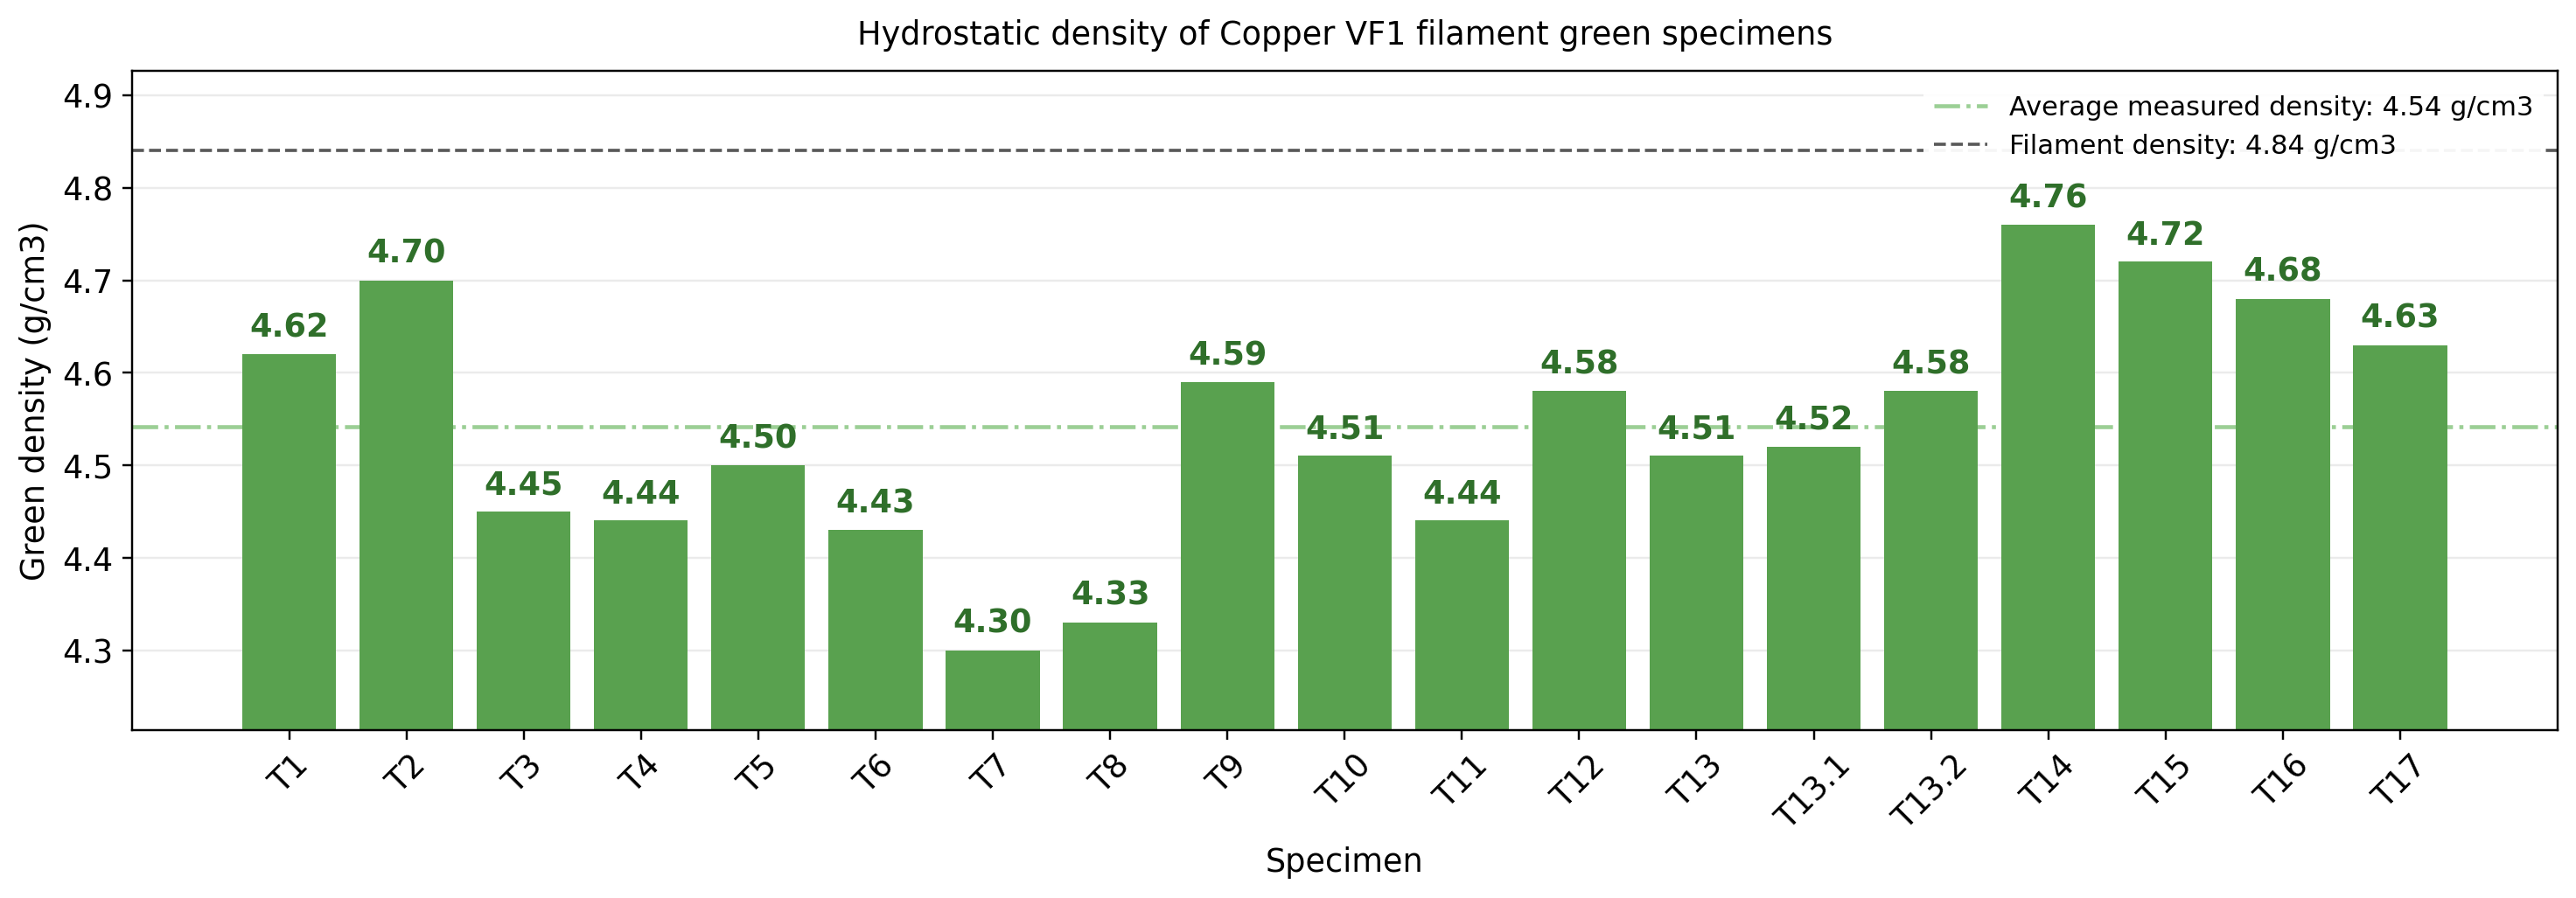 Hydrostatic density of Copper VF1 filament green specimens
Average measured density: 4.54 g/cm3
Filament density: 4.84 g/cm3
Green density (g/cm3)
4.9
4.8
4.7
4.6
4.5
4.4
4.3
4.62
4.70
4.45
4.44
4.50
4.43
4.30
4.33
4.59
4.51
4.44
4.58
4.51
4.52
4.58
4.76
4.72
4.68
4.63
T1
T2
T3
T4
T5
T6
T7
T8
T9
T10
T11
T12
T13
T13.1
T13.2
T14
T15
T16
T17
Specimen